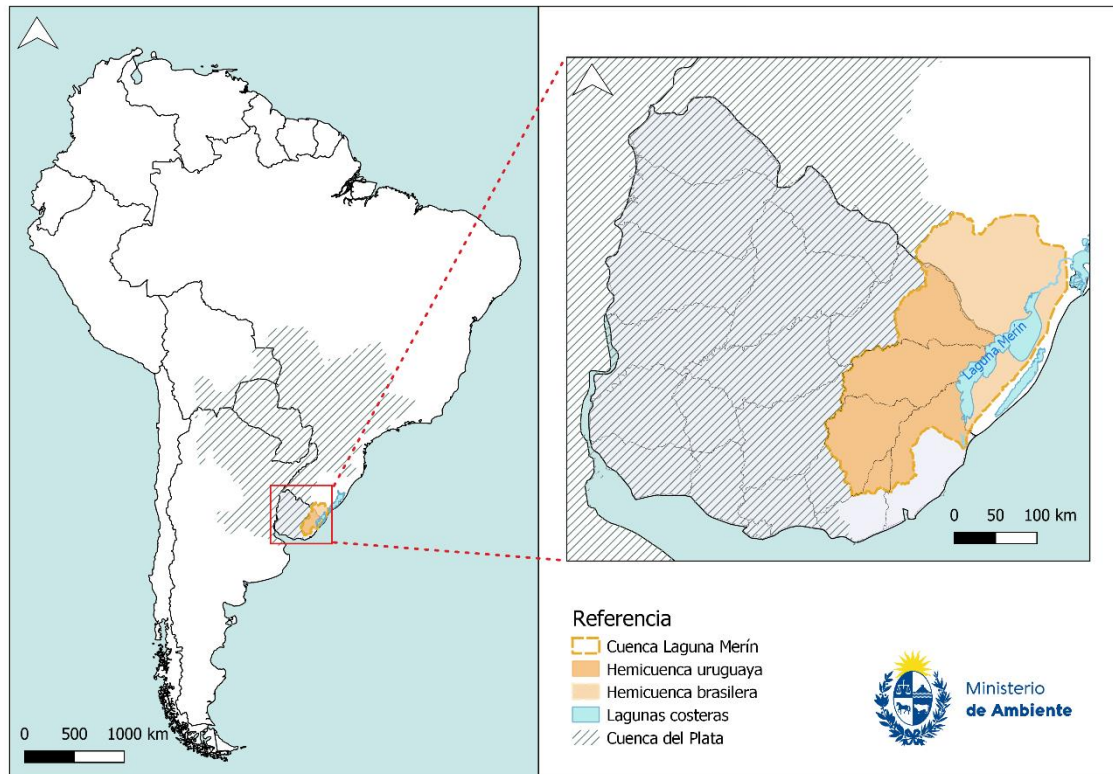 0 500 1000 km
Laguna Merín
0 50 100 km
Referencia
Cuenca Laguna Merín
Hemicuenca uruguaya
Hemicuenca brasilera
Lagunas costeras
Cuenca del Plata
Ministerio
de Ambiente